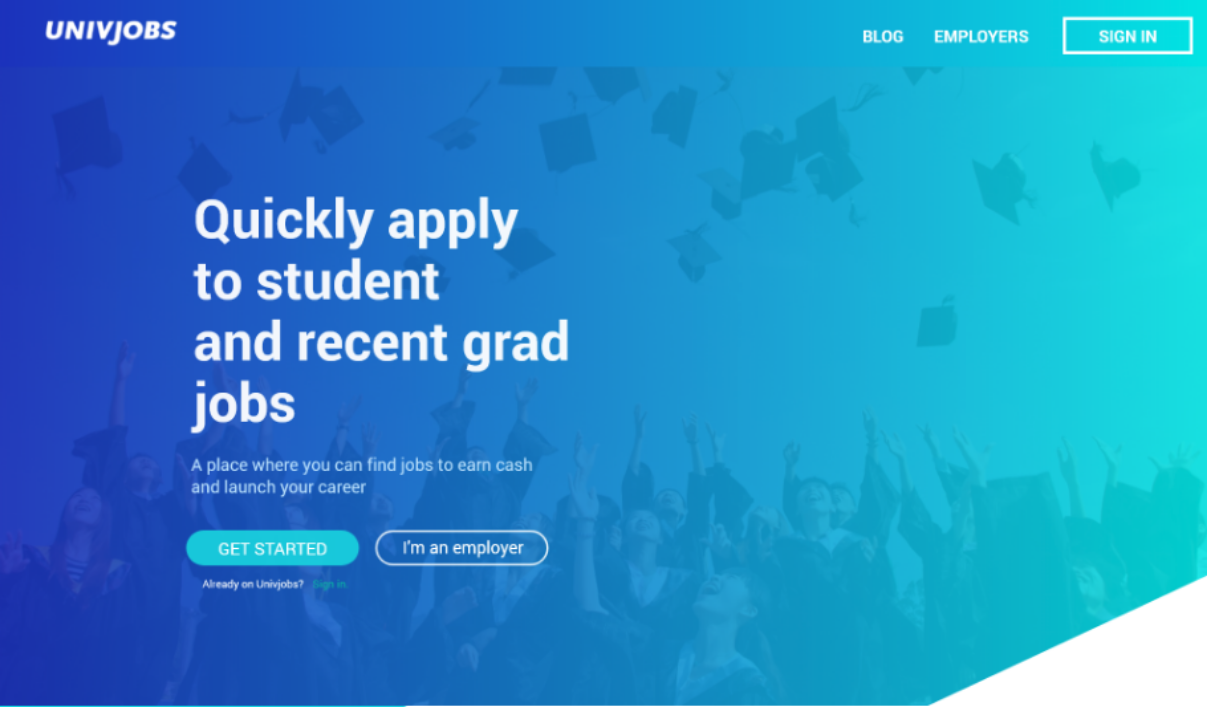 UNIVJOBS
BLOG EMPLOYERS SIGN IN
Quickly apply
to student
and recent grad
jobs
A place where you can find jobs to earn cash
and launch your career
GET STARTED I'm an employer
Already on Univjobs? Sign in.